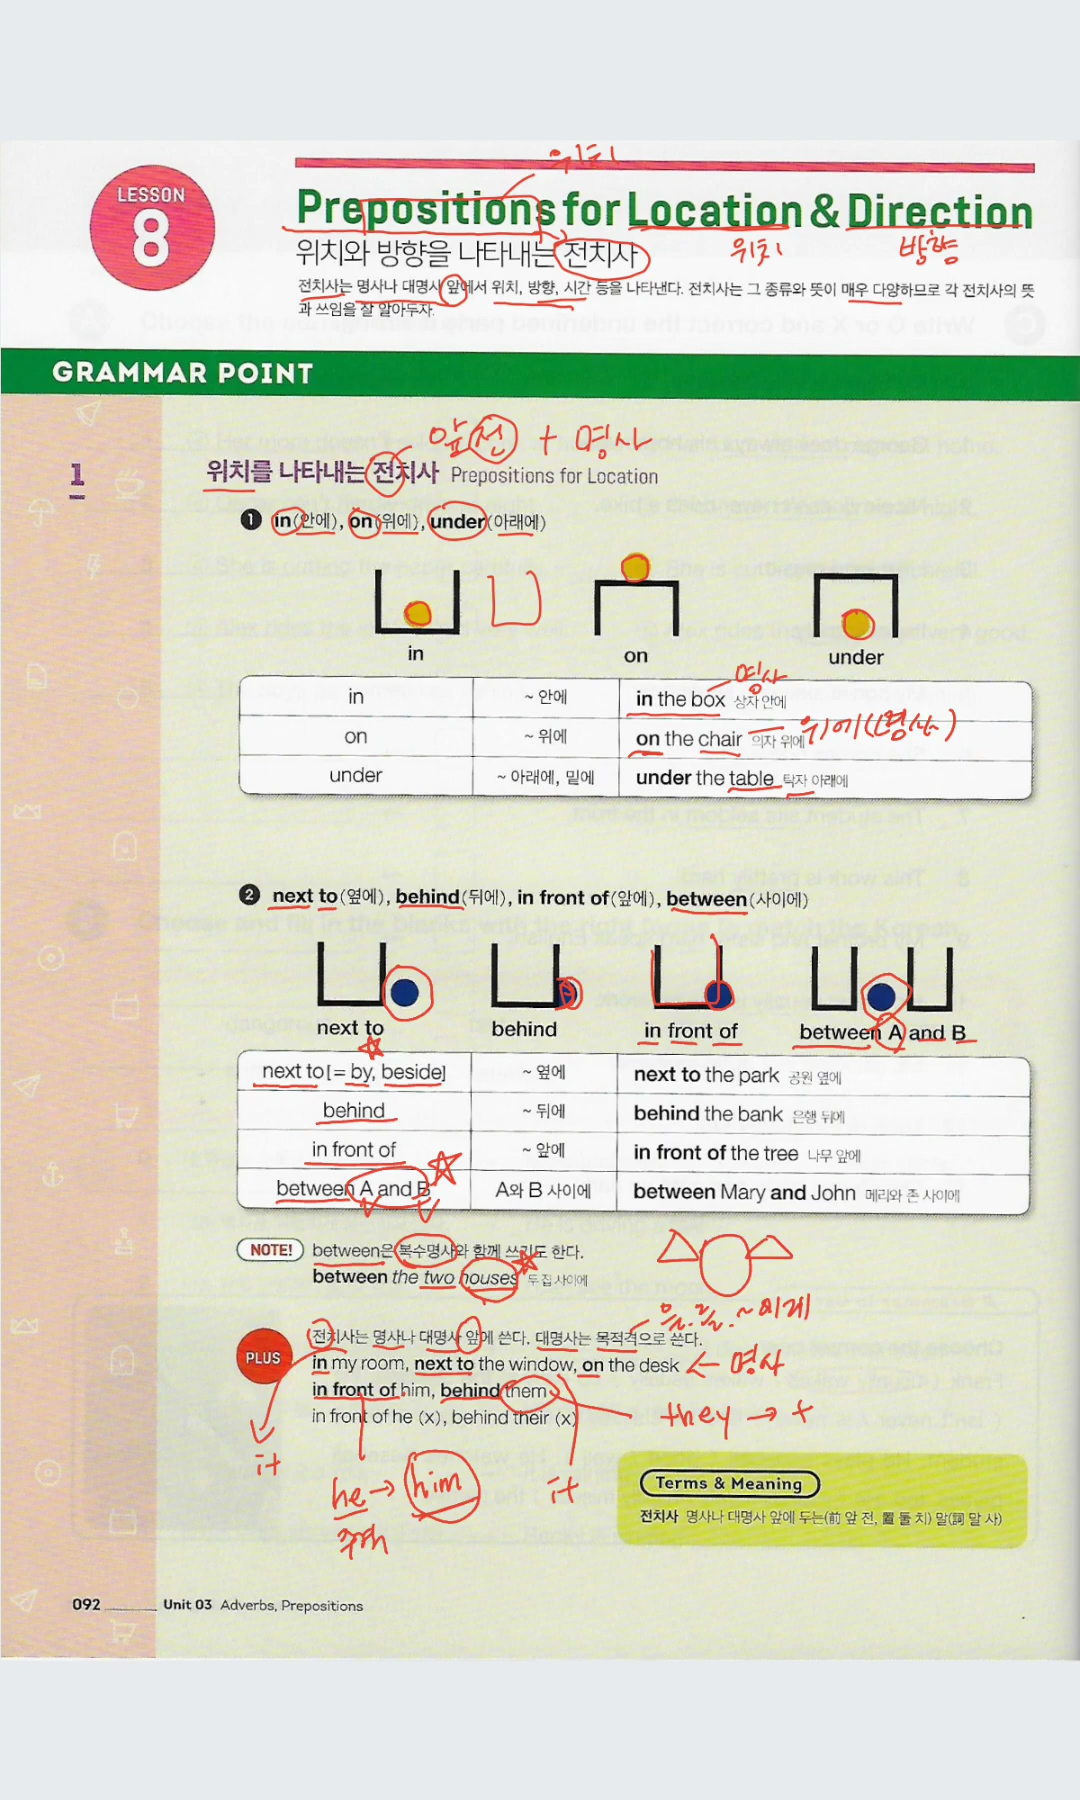 위치
LESSON
8
Prepositions for Location & Direction
위치와 방향을 나타내는 전치사
위치
방향
전치사는 명사나 대명사 앞에서 위치, 방향, 시간 등을 나타낸다. 전치사는 그 종류와 뜻이 매우 다양하므로 각 전치사의 뜻
과 쓰임을 잘 알아두자.
GRAMMAR POINT
앞 전 + 명사
1 위치를 나타내는 전치사 Prepositions for Location
❶ in(안에), on(위에), under(아래에)
in on under
명사
in ~ 안에 in the box 상자 안에
on ~ 위에 on the chair 의자 위에 위에(명사)
under ~ 아래에, 밑에 under the table 탁자 아래에
❷ next to(옆에), behind(뒤에), in front of(앞에), between(사이에)
next to behind in front of between A and B
next to[= by, beside] ~ 옆에 next to the park 공원 옆에
behind ~ 뒤에 behind the bank 은행 뒤에
in front of ~ 앞에 in front of the tree 나무 앞에
between A and B A와 B 사이에 between Mary and John 메리와 존 사이에
NOTE! between은 복수명사와 함께 쓰기도 한다.
between the two houses 두 집 사이에
을.를.~에게
PLUS
전치사는 명사나 대명사 앞에 쓴다. 대명사는 목적격으로 쓴다.
in my room, next to the window, on the desk ← 명사
in front of him, behind them
they → x
in front of he (x), behind their (x)
it
he → him
it
주격
Terms & Meaning
전치사 명사나 대명사 앞에 두는(前 앞 전, 置 둘 치) 말(詞 말 사)
092 Unit 03 Adverbs, Prepositions